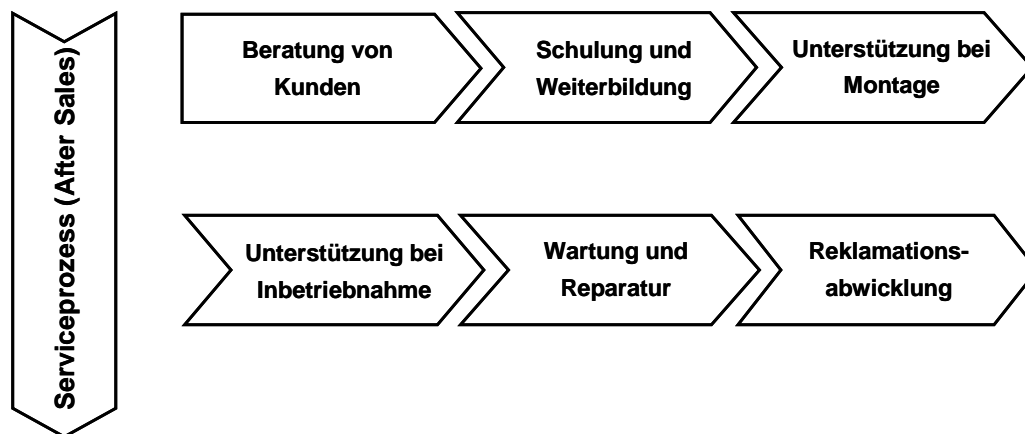 Serviceprozess (After Sales)
Beratung von
Kunden
Schulung und
Weiterbildung
Unterstützung bei
Montage
Unterstützung bei
Inbetriebnahme
Wartung und
Reparatur
Reklamations-
abwicklung